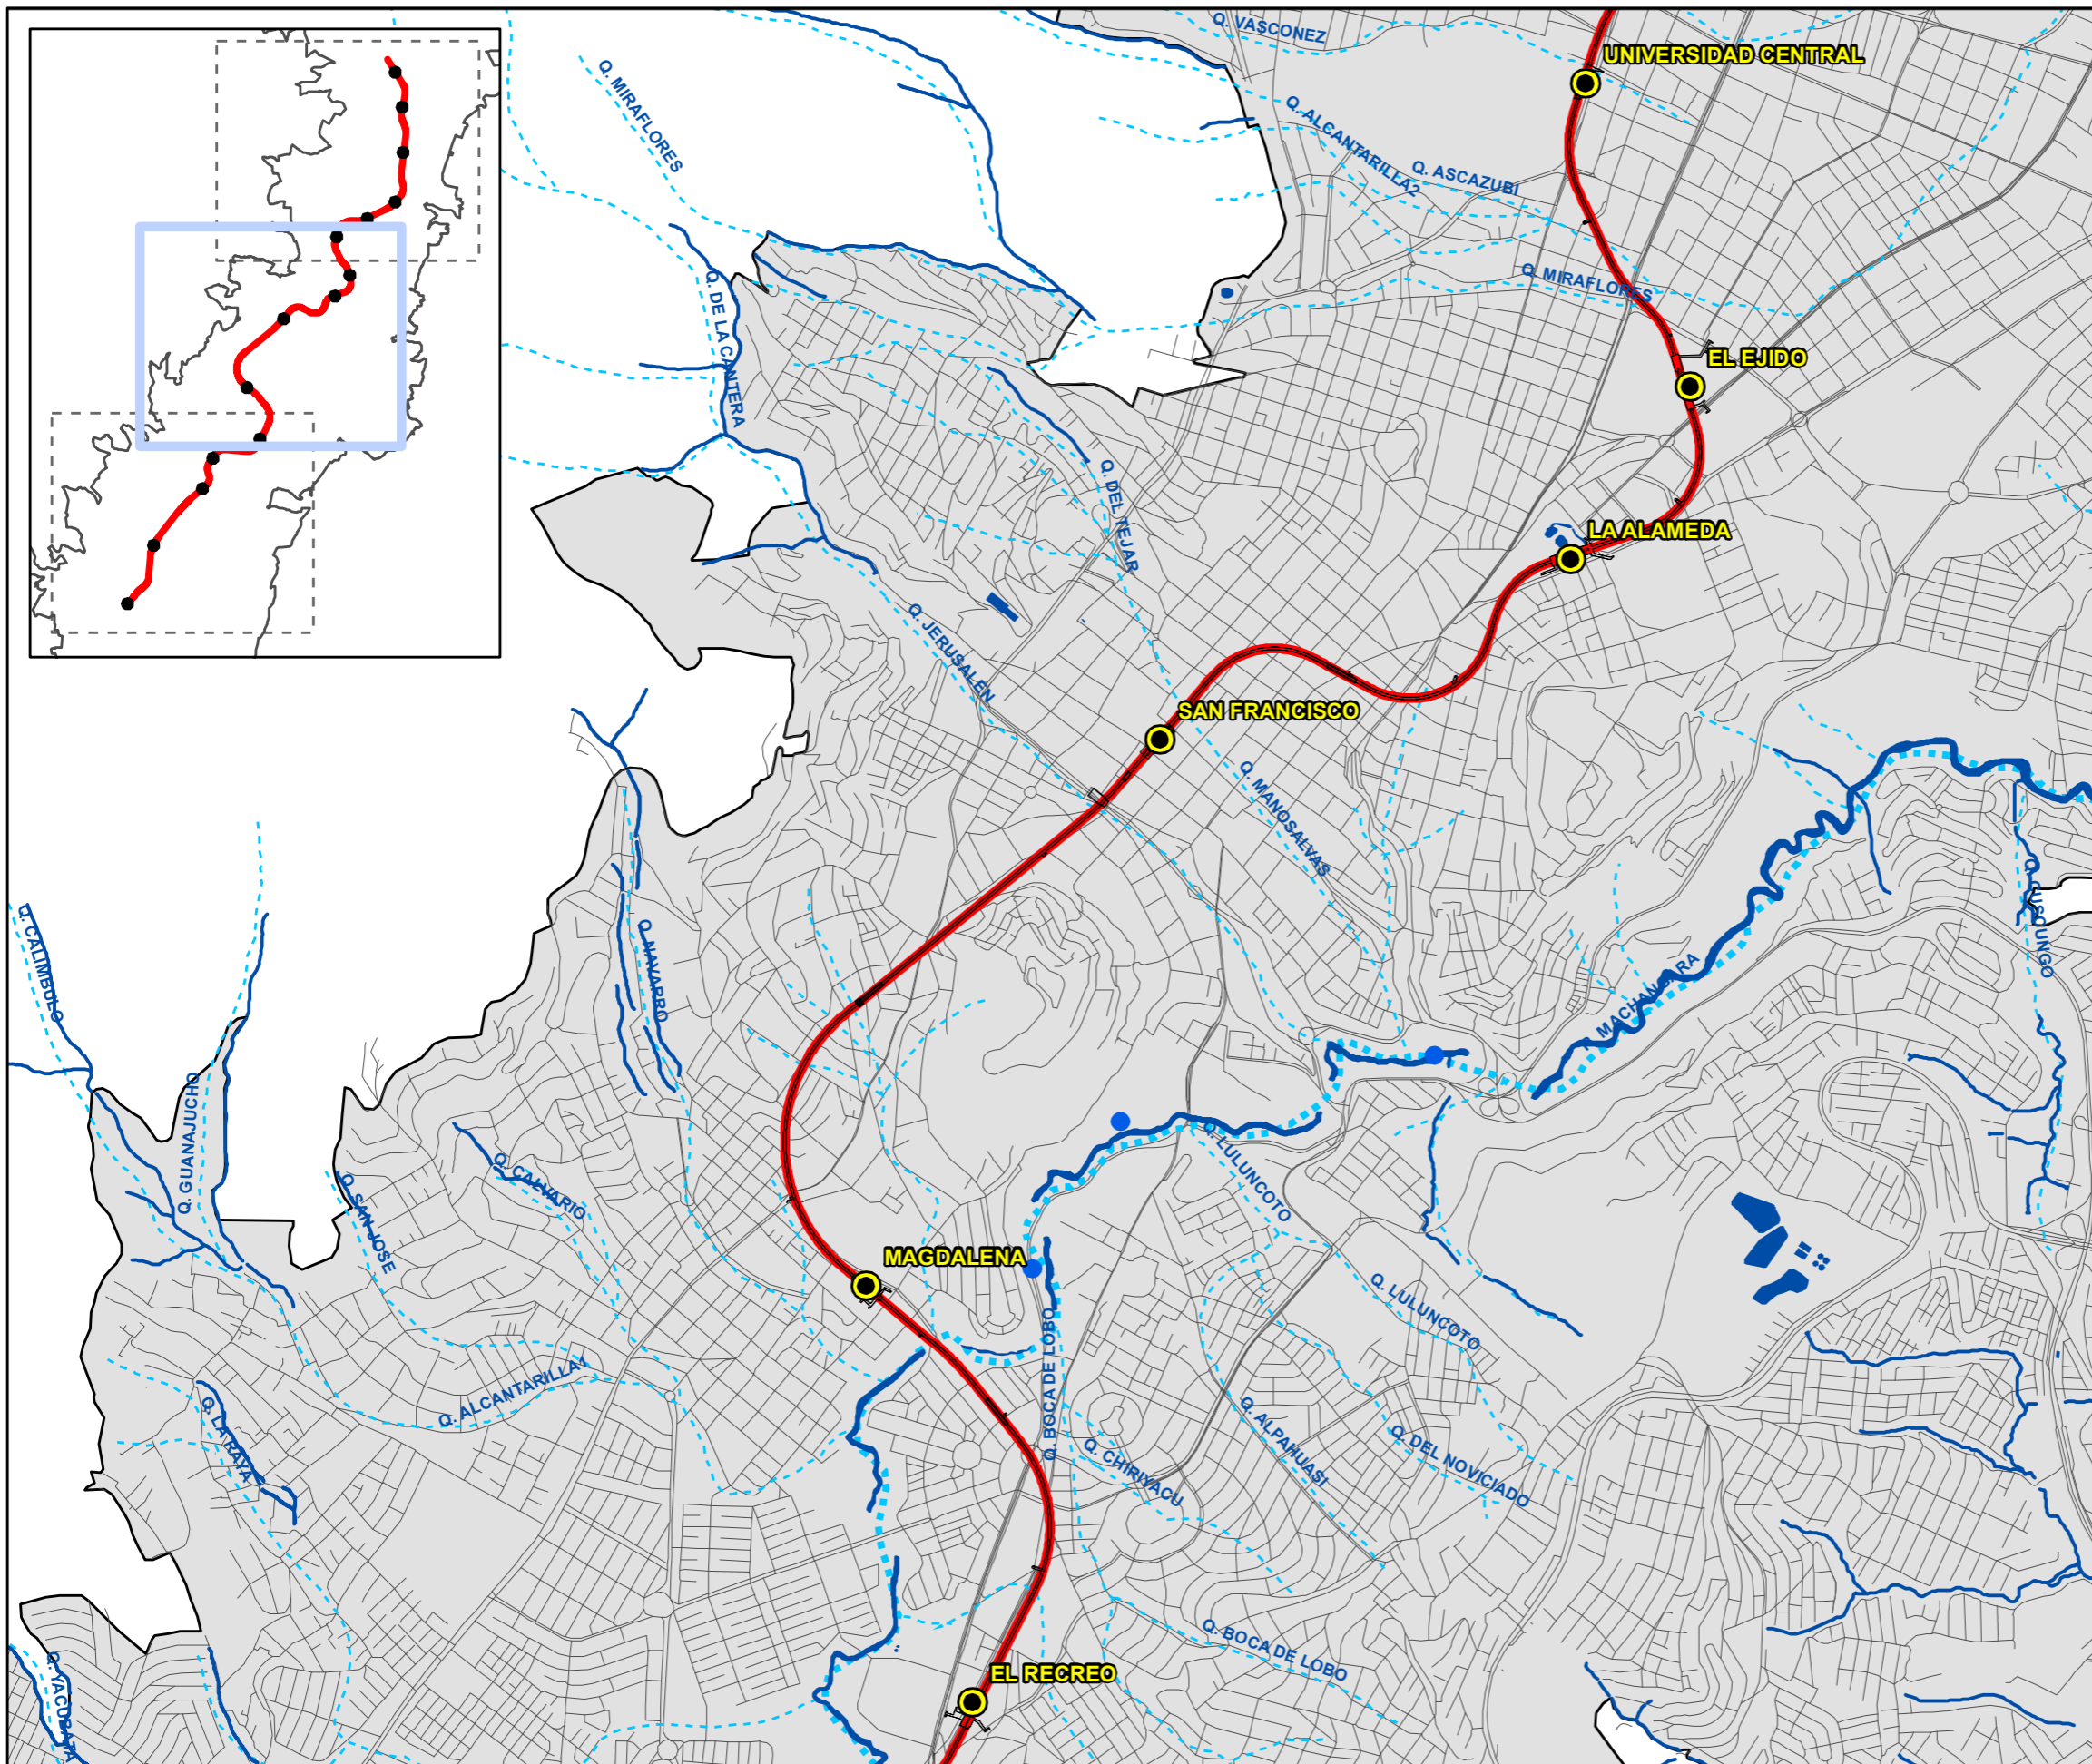 Q. VASCONEZ
UNIVERSIDAD CENTRAL
Q. MIRAFLORES
Q. ALCANTARILLA2
Q. ASCAZUBI
Q. MIRAFLORES
Q. DE LA CANTERA
EL EJIDO
Q. DEL TEJAR
LA ALAMEDA
Q. JERUSALEN
SAN FRANCISCO
Q. MANOSALVAS
Q. CUSCUNGO
Q. CALIMBULO
Q. NAVARRO
MACHANGARA
Q. GUANAJUCHO
Q. LULUNCOTO
Q. CALVARIO
Q. SAN JOSE
MAGDALENA
Q. LULUNCOTO
Q. BOCA DE LOBO
Q. ALCANTARILLA1
Q. LA RAYA
Q. CHIRIYACU
Q. ALPAHUASI
Q. DEL NOVICIADO
Q. BOCA DE LOBO
EL RECREO
Q. YACUPATA